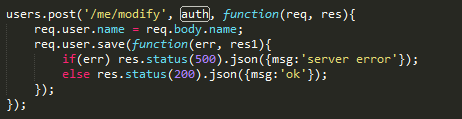 users.post('/me/modify', auth, function(req, res){
    req.user.name = req.body.name;
    req.user.save(function(err, res1){
        if(err) res.status(500).json({msg:'server error'});
        else res.status(200).json({msg:'ok'});
    });
});